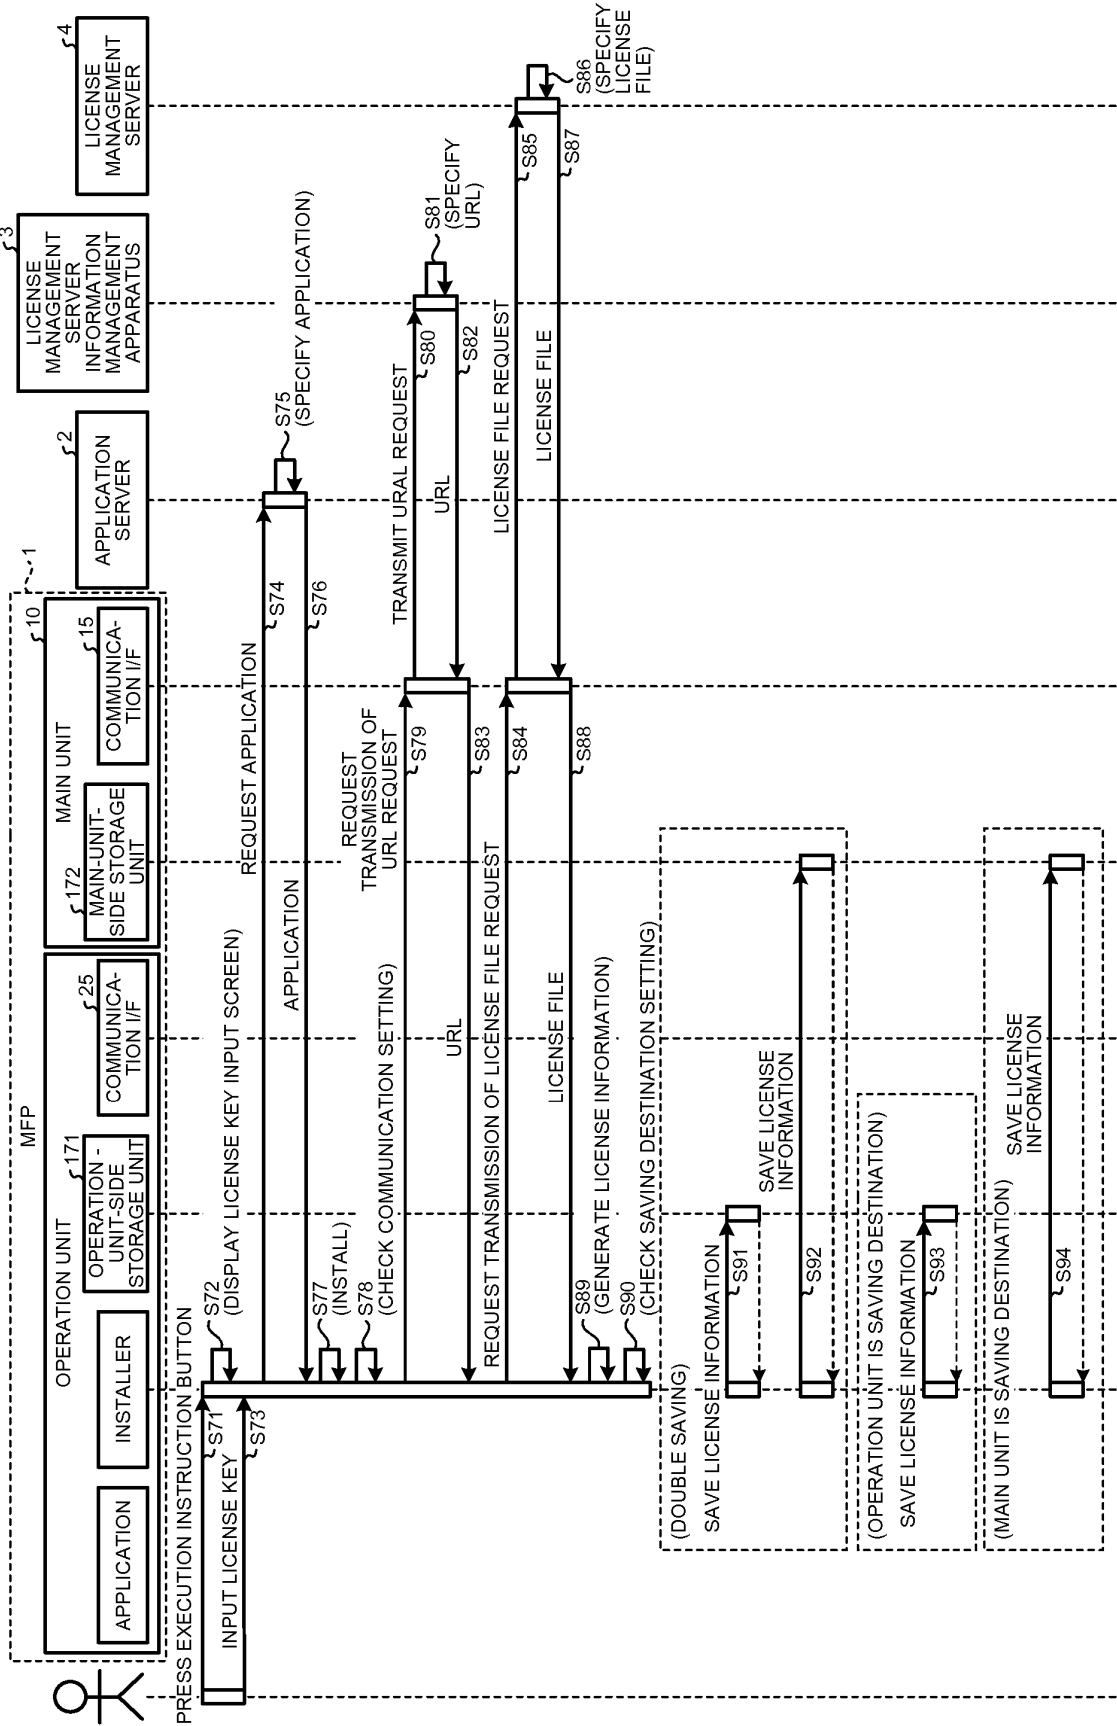 MFP
1
OPERATION UNIT
MAIN UNIT
10
APPLICATION
INSTALLER
OPERATION -
UNIT-SIDE
STORAGE UNIT
171
COMMUNICA-
TION I/F
25
MAIN-UNIT-
SIDE STORAGE
UNIT
172
COMMUNICA-
TION I/F
15
APPLICATION
SERVER
2
LICENSE
MANAGEMENT
SERVER
INFORMATION
MANAGEMENT
APPARATUS
3
LICENSE
MANAGEMENT
SERVER
4
PRESS EXECUTION INSTRUCTION BUTTON
S71
S72
(DISPLAY LICENSE KEY INPUT SCREEN)
INPUT LICENSE KEY
S73
REQUEST APPLICATION
S74
S75
(SPECIFY APPLICATION)
APPLICATION
S76
S77
(INSTALL)
S78
(CHECK COMMUNICATION SETTING)
REQUEST
TRANSMISSION OF
URL REQUEST
S79
TRANSMIT URAL REQUEST
S80
S81
(SPECIFY
URL)
URL
S82
URL
S83
REQUEST TRANSMISSION OF LICENSE FILE REQUEST
S84
LICENSE FILE REQUEST
S85
S86
(SPECIFY
LICENSE
FILE)
LICENSE FILE
S87
LICENSE FILE
S88
S89
(GENERATE LICENSE INFORMATION)
S90
(CHECK SAVING DESTINATION SETTING)
(DOUBLE SAVING)
SAVE LICENSE INFORMATION
S91
SAVE LICENSE
INFORMATION
S92
(OPERATION UNIT IS SAVING DESTINATION)
SAVE LICENSE INFORMATION
S93
(MAIN UNIT IS SAVING DESTINATION)
SAVE LICENSE
INFORMATION
S94